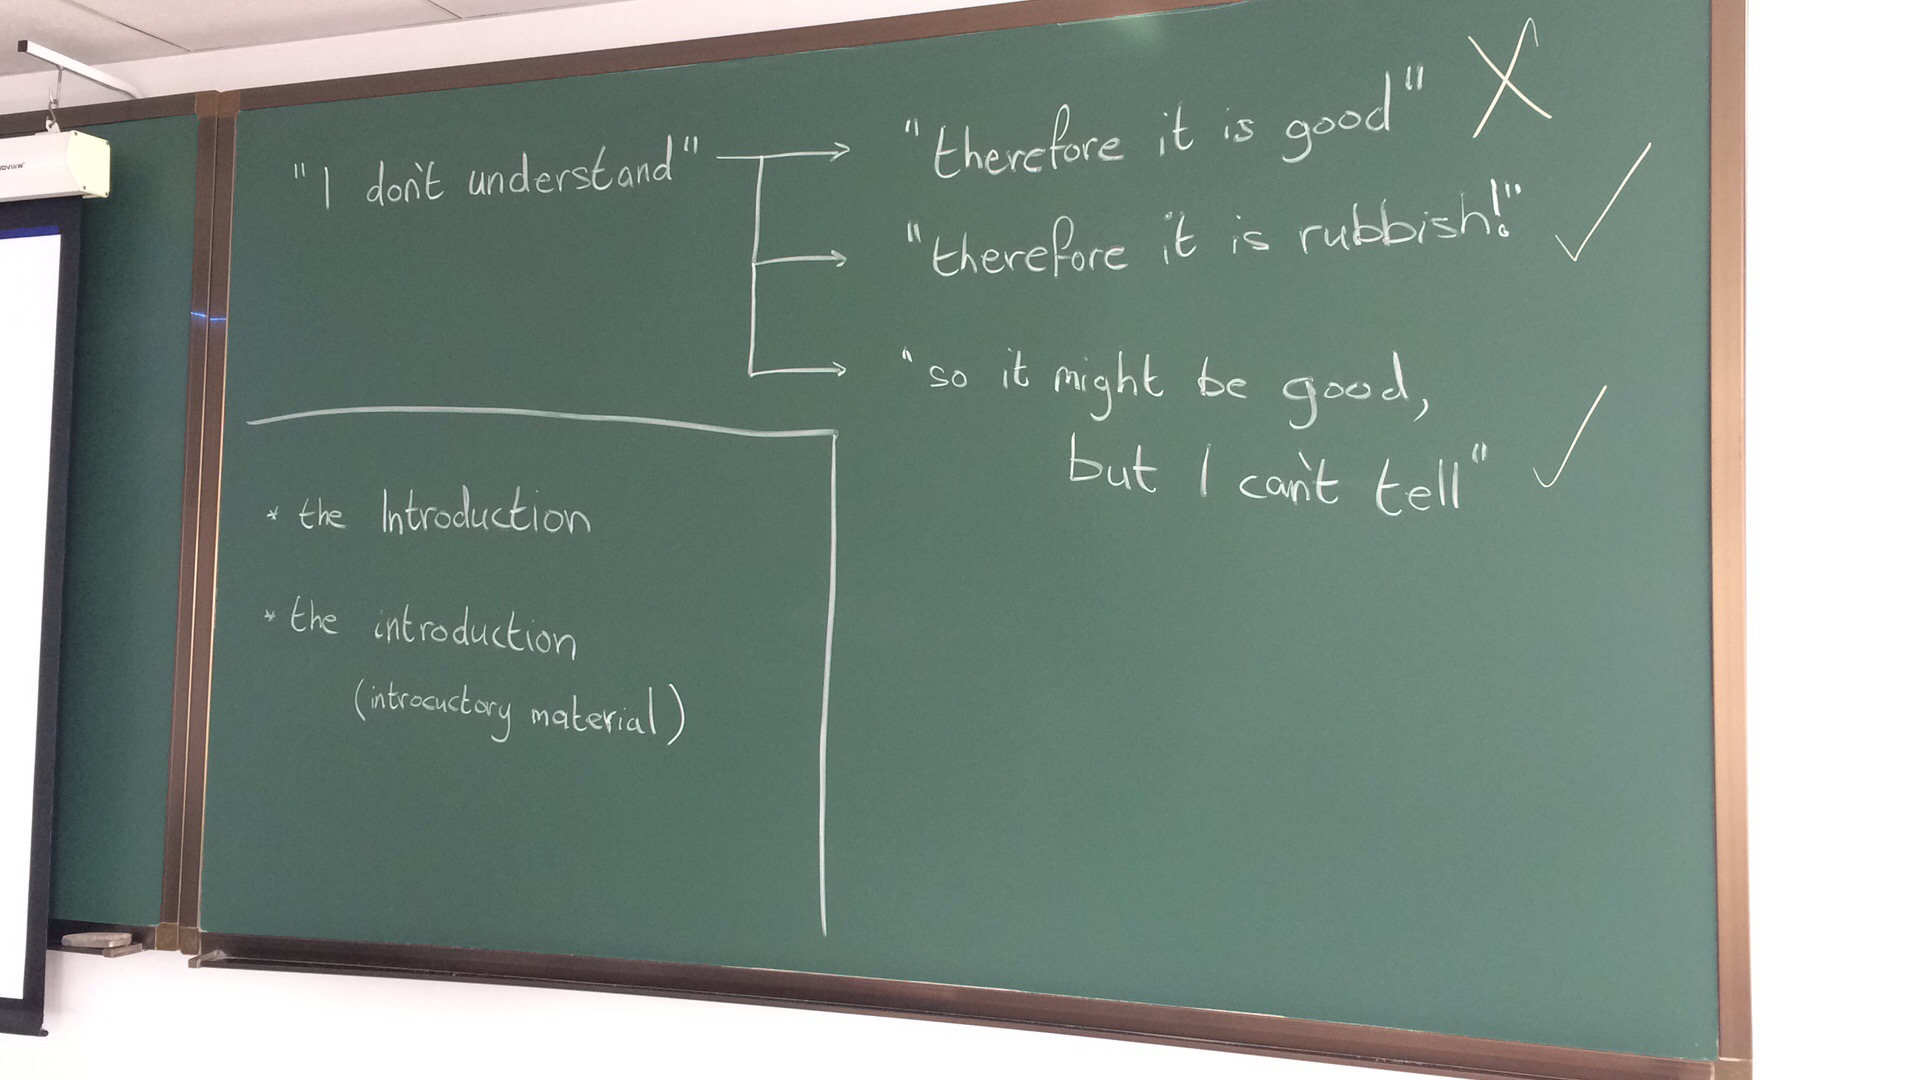 "I don't understand"
"therefore it is good"
"therefore it is rubbish!"
"so it might be good,
but I can't tell"
* the Introduction
* the introduction
(introcuctory material)